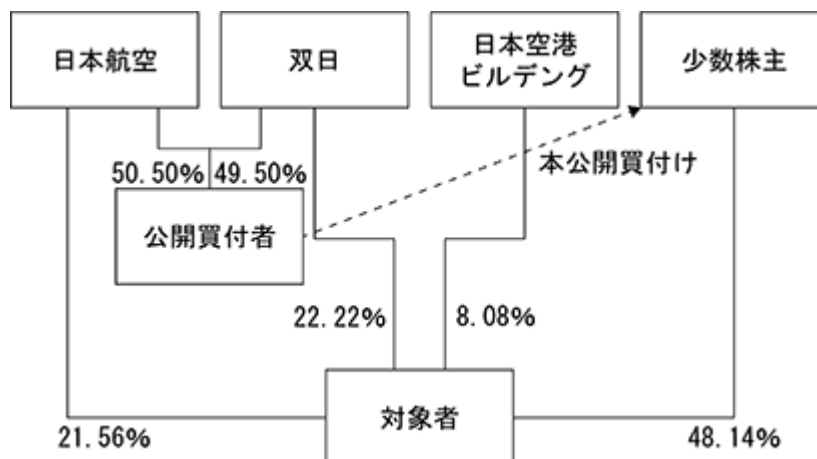 日本航空
双日
日本空港
ビルデング
少数株主
50.50%
49.50%
本公開買付け
公開買付者
22.22%
8.08%
対象者
21.56%
48.14%